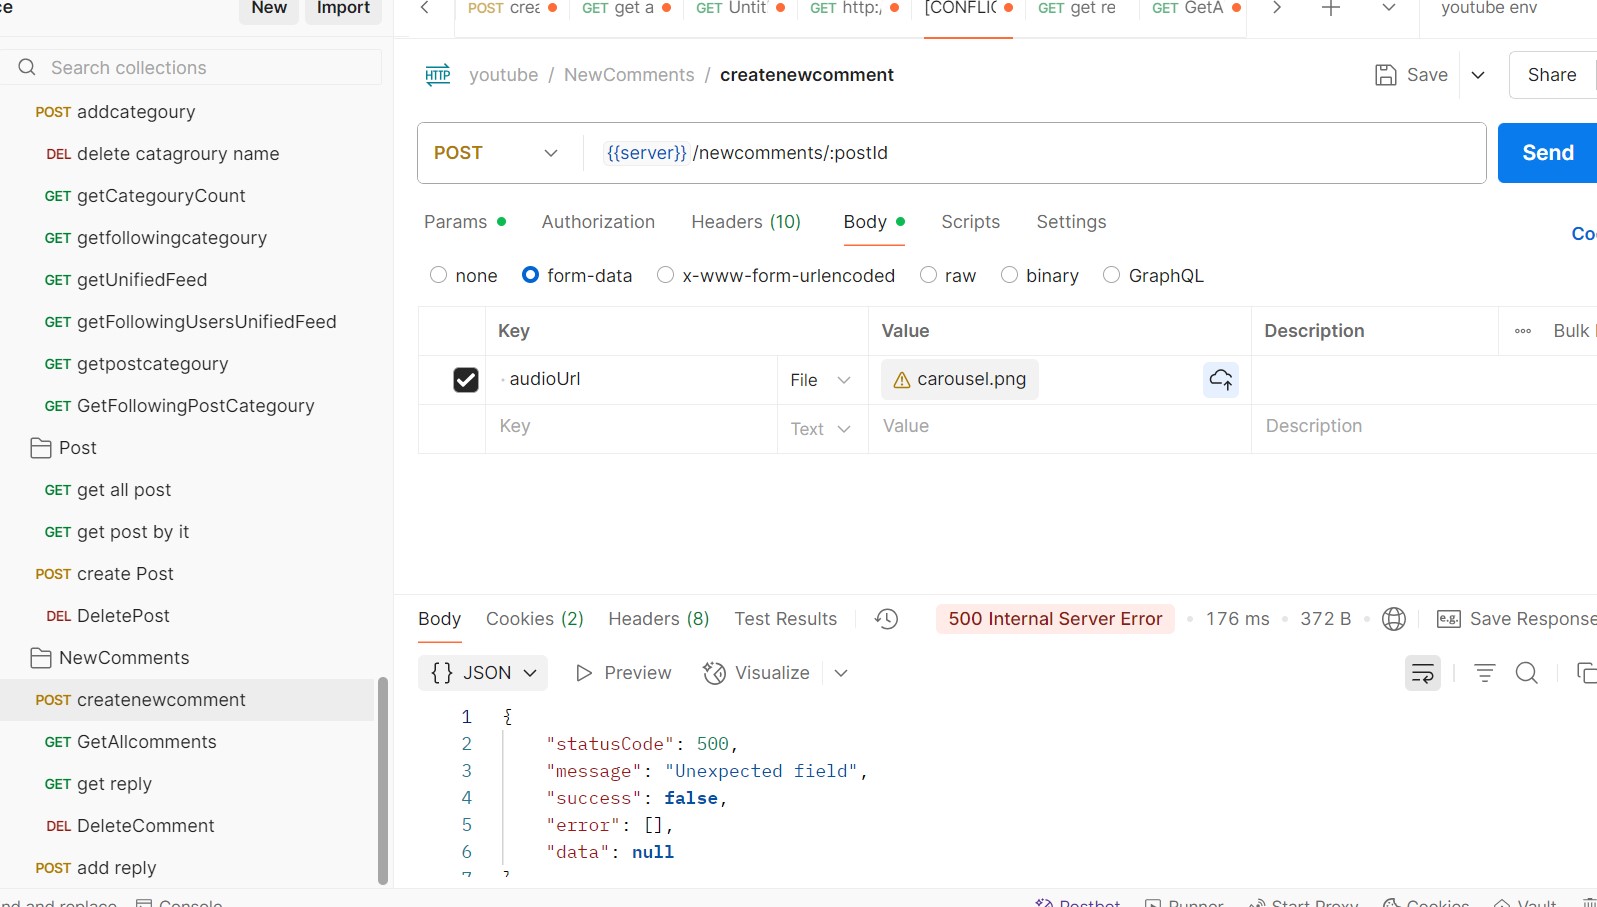 ce
New
Import
POST crea
GET get a
GET Untit
GET http:/
[CONFLIC
GET get re
GET GetA
youtube env
Search collections
POST addcategoury
DEL delete catagroury name
GET getCategouryCount
GET getfollowingcategoury
GET getUnifiedFeed
GET getFollowingUsersUnifiedFeed
GET getpostcategoury
GET GetFollowingPostCategoury
Post
GET get all post
GET get post by it
POST create Post
DEL DeletePost
NewComments
POST createnewcomment
GET GetAllcomments
GET get reply
DEL DeleteComment
POST add reply
HTTP youtube / NewComments / createnewcomment
Save
Share
POST
{{server}} /newcomments/:postId
Send
Params
Authorization
Headers (10)
Body
Scripts
Settings
Coo
none
form-data
x-www-form-urlencoded
raw
binary
GraphQL
Key
Value
Description
Bulk
audioUrl
File
carousel.png
Key
Text
Value
Description
Body
Cookies (2)
Headers (8)
Test Results
500 Internal Server Error
176 ms
372 B
e.g. Save Response
{} JSON
Preview
Visualize
1 {
2 "statusCode": 500,
3 "message": "Unexpected field",
4 "success": false,
5 "error": [],
6 "data": null
7 }
nd and replace
Console
Postbot
Runner
Start Proxy
Cookies
Vault